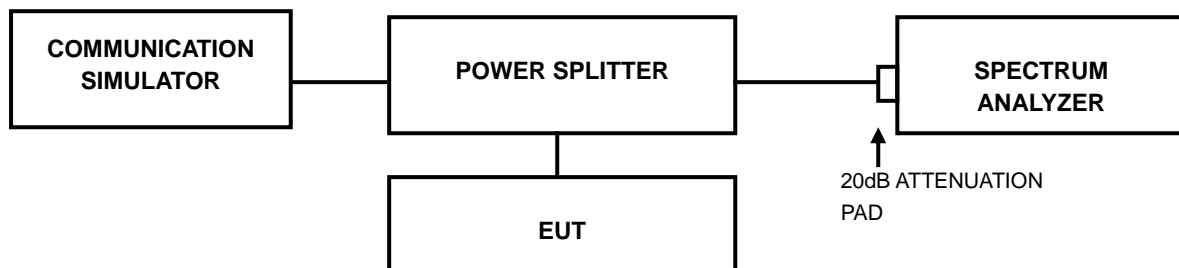 COMMUNICATION
SIMULATOR
POWER SPLITTER
SPECTRUM
ANALYZER
20dB ATTENUATION
PAD
EUT